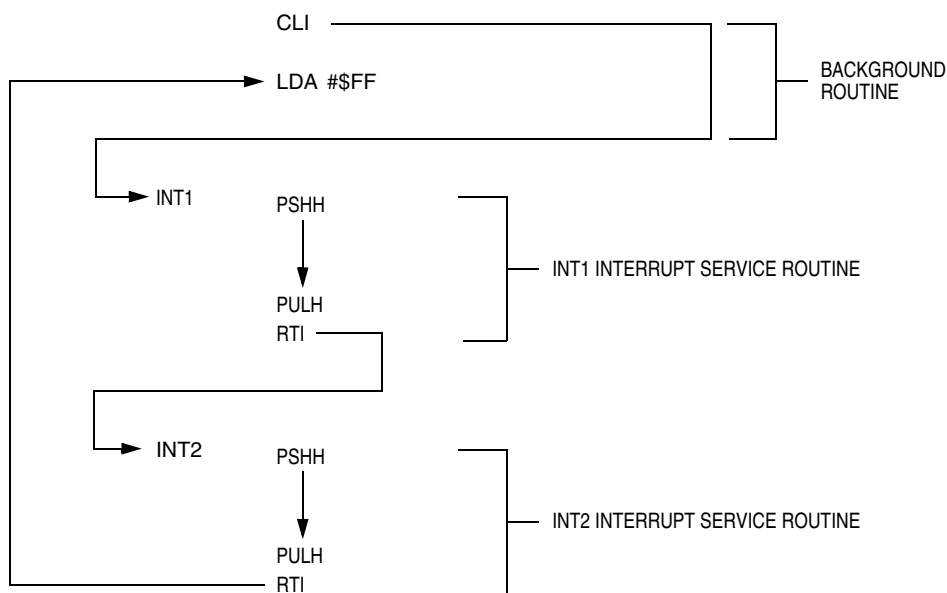 CLI
LDA #$FF
BACKGROUND
ROUTINE
INT1
PSHH
INT1 INTERRUPT SERVICE ROUTINE
PULH
RTI
INT2
PSHH
INT2 INTERRUPT SERVICE ROUTINE
PULH
RTI